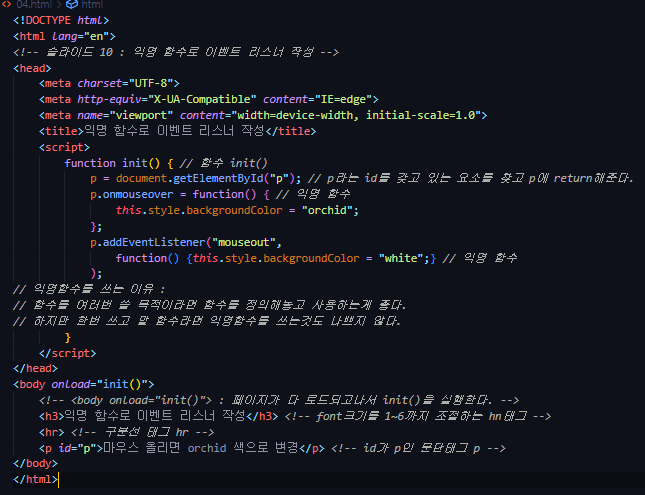 04.html > html
<!DOCTYPE html>
<html lang="en">
<!-- 슬라이드 10 : 익명 함수로 이벤트 리스너 작성 -->
<head>
    <meta charset="UTF-8">
    <meta http-equiv="X-UA-Compatible" content="IE=edge">
    <meta name="viewport" content="width=device-width, initial-scale=1.0">
    <title>익명 함수로 이벤트 리스너 작성</title>
    <script>
        function init() { // 함수 init()
            p = document.getElementById("p"); // p라는 id를 갖고 있는 요소를 찾고 p에 return해준다.
            p.onmouseover = function() { // 익명 함수
                this.style.backgroundColor = "orchid";
            };
            p.addEventListener("mouseout",
                function() {this.style.backgroundColor = "white";} // 익명 함수
            );
// 익명함수를 쓰는 이유 :
// 함수를 여러번 쓸 목적이라면 함수를 정의해놓고 사용하는게 좋다.
// 하지만 한번 쓰고 말 함수라면 익명함수를 쓰는것도 나쁘지 않다.
        }
    </script>
</head>
<body onload="init()">
    <!-- <body onload="init()"> : 페이지가 다 로드되고나서 init()을 실행한다. -->
    <h3>익명 함수로 이벤트 리스너 작성</h3> <!-- font크기를 1~6까지 조절하는 hn태그 -->
    <hr> <!-- 구분선 태그 hr -->
    <p id="p">마우스 올리면 orchid 색으로 변경</p> <!-- id가 p인 문단태그 p -->
</body>
</html>